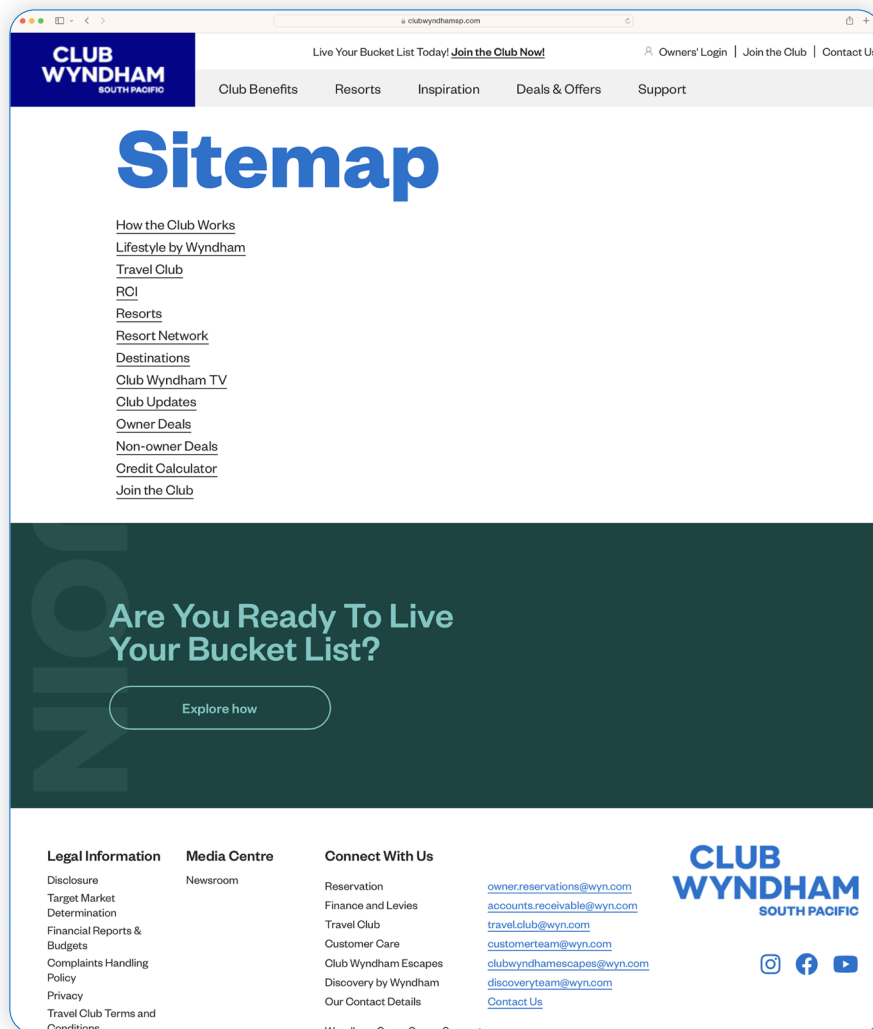 clubwyndhamsp.com
CLUB
WYNDHAM
SOUTH PACIFIC
Live Your Bucket List Today! Join the Club Now!
Owners' Login | Join the Club | Contact Us
Club Benefits
Resorts
Inspiration
Deals & Offers
Support
Sitemap
How the Club Works
Lifestyle by Wyndham
Travel Club
RCI
Resorts
Resort Network
Destinations
Club Wyndham TV
Club Updates
Owner Deals
Non-owner Deals
Credit Calculator
Join the Club
JOIN
Are You Ready To Live
Your Bucket List?
Explore how
Legal Information
Disclosure
Target Market
Determination
Financial Reports &
Budgets
Complaints Handling
Policy
Privacy
Travel Club Terms and
Conditions
Media Centre
Newsroom
Connect With Us
Reservation owner.reservations@wyn.com
Finance and Levies accounts.receivable@wyn.com
Travel Club travel.club@wyn.com
Customer Care customerteam@wyn.com
Club Wyndham Escapes clubwyndhamescapes@wyn.com
Discovery by Wyndham discoveryteam@wyn.com
Our Contact Details Contact Us
CLUB
WYNDHAM
SOUTH PACIFIC